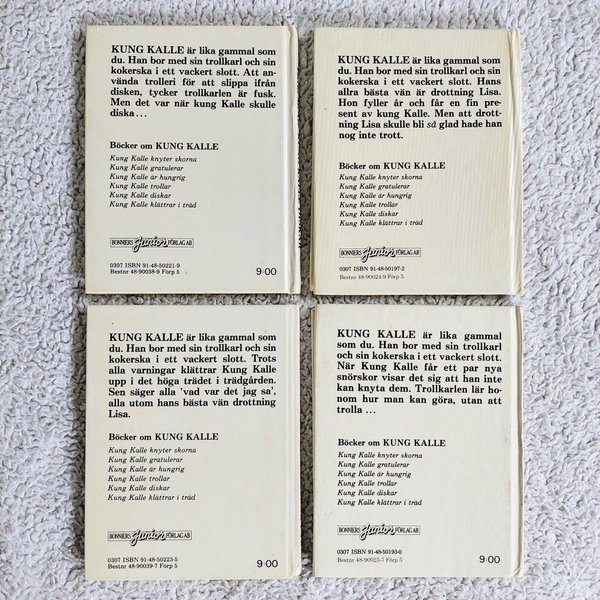 KUNG KALLE är lika gammal som
du. Han bor med sin trollkarl och sin
kokerska i ett vackert slott. Att an-
vända trolleri för att slippa ifrån
disken, tycker trollkarlen är fusk.
Men det var när kung Kalle skulle
diska ...
Böcker om KUNG KALLE
Kung Kalle knyter skorna
Kung Kalle gratulerar
Kung Kalle är hungrig
Kung Kalle trollar
Kung Kalle diskar
Kung Kalle klättrar i träd
BONNIERS Junior FÖRLAG AB
0307 ISBN 91-48-50221-9
Bestnr 48-90038-9 Förp 5
9·00
KUNG KALLE är lika gammal som
du. Han bor med sin trollkarl och sin
kokerska i ett vackert slott. Hans
allra bästa vän är drottning Lisa.
Hon fyller år och får en fin pre-
sent av kung Kalle. Men att drott-
ning Lisa skulle bli så glad hade han
nog inte trott.
Böcker om KUNG KALLE
Kung Kalle knyter skorna
Kung Kalle gratulerar
Kung Kalle är hungrig
Kung Kalle trollar
Kung Kalle diskar
Kung Kalle klättrar i träd
BONNIERS Junior FÖRLAG AB
0307 ISBN 91-48-50197-2
Bestnr 48-90024-9 Förp 5
KUNG KALLE är lika gammal som
du. Han bor med sin trollkarl och sin
kokerska i ett vackert slott. Trots
alla varningar klättrar Kung Kalle
upp i det höga trädet i trädgården.
Sen säger alla 'vad var det jag sa',
alla utom hans bästa vän drottning
Lisa.
Böcker om KUNG KALLE
Kung Kalle knyter skorna
Kung Kalle gratulerar
Kung Kalle är hungrig
Kung Kalle trollar
Kung Kalle diskar
Kung Kalle klättrar i träd
BONNIERS Junior FÖRLAG AB
0307 ISBN 91-48-50223-5
Bestnr 48-90039-7 Förp 5
9·00
KUNG KALLE är lika gammal
som du. Han bor med sin trollkarl
och sin kokerska i ett vackert slott.
När Kung Kalle får ett par nya
snörskor visar det sig att han inte
kan knyta dem. Trollkarlen lär ho-
nom hur man kan göra, utan att
trolla ...
Böcker om KUNG KALLE
Kung Kalle knyter skorna
Kung Kalle gratulerar
Kung Kalle är hungrig
Kung Kalle trollar
Kung Kalle diskar
Kung Kalle klättrar i träd
BONNIERS Junior FÖRLAG AB
0307 ISBN 91-48-50193-0
Bestnr 48-90025-7 Förp 5
9·00